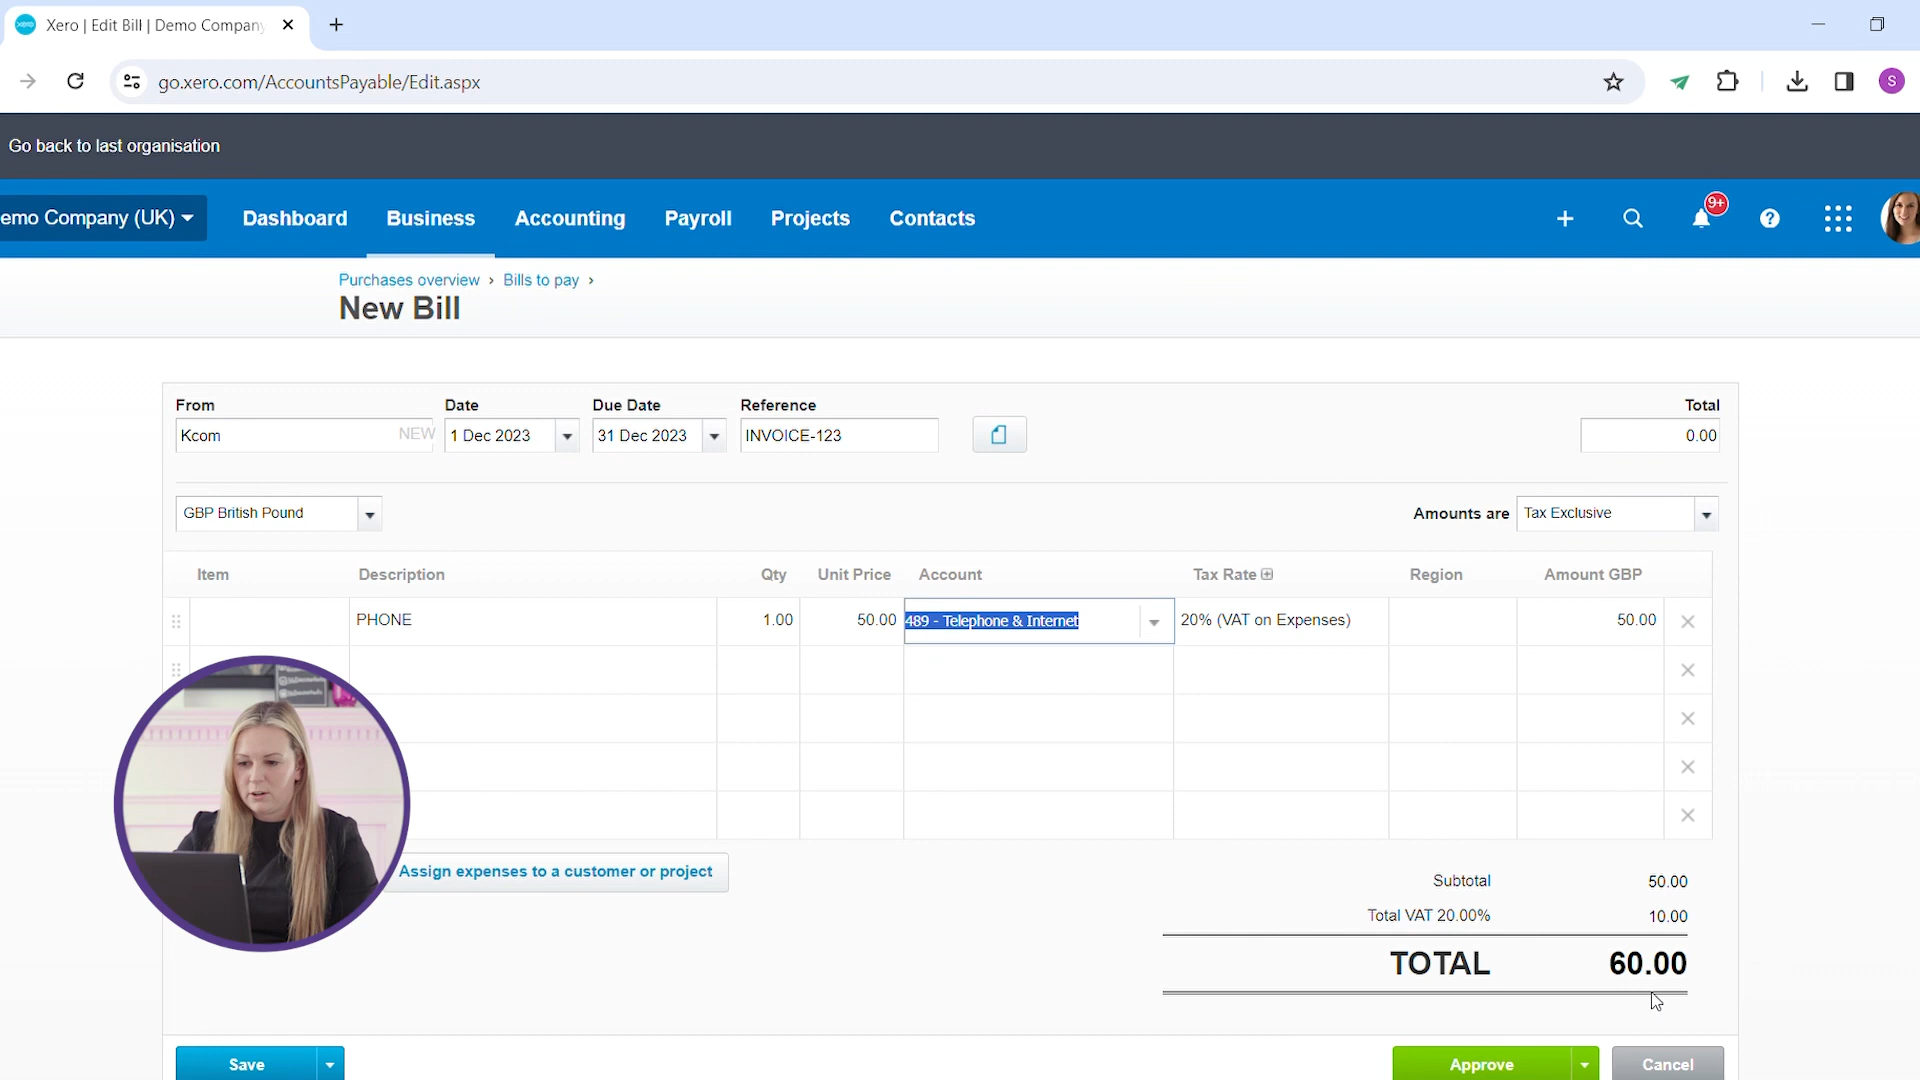 Xero | Edit Bill | Demo Company
go.xero.com/AccountsPayable/Edit.aspx
S
Go back to last organisation
emo Company (UK) Dashboard Business Accounting Payroll Projects Contacts
9+
Purchases overview › Bills to pay ›
New Bill
From Date Due Date Reference Total
Kcom NEW 1 Dec 2023 31 Dec 2023 INVOICE-123 0.00
GBP British Pound Amounts are Tax Exclusive
Item Description Qty Unit Price Account Tax Rate Region Amount GBP
PHONE 1.00 50.00 489 - Telephone & Internet 20% (VAT on Expenses) 50.00
Assign expenses to a customer or project
Subtotal 50.00
Total VAT 20.00% 10.00
TOTAL 60.00
Save Approve Cancel